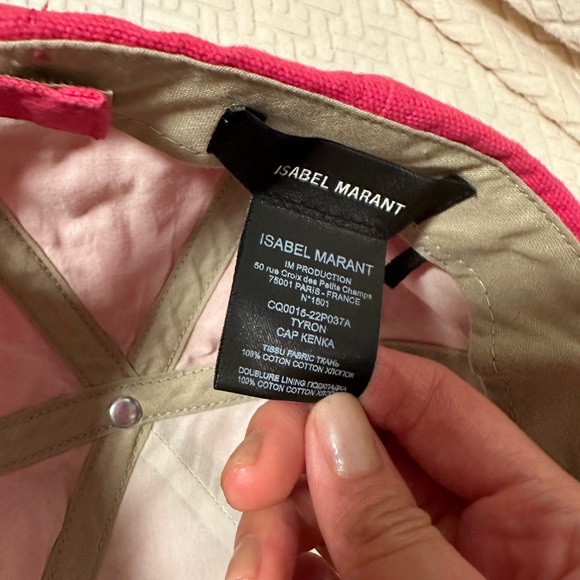 ISABEL MARANT
ISABEL MARANT
IM PRODUCTION
50 rue Croix des Petits Champs
75001 PARIS - FRANCE
N°1601
CQ0016-22P037A
TYRON
CAP KENKA
TISSU FABRIC ТКАНЬ
100% COTON COTTON ХЛОПОК
DOUBLURE LINING ПОДКЛАДКА
100% COTON COTTON